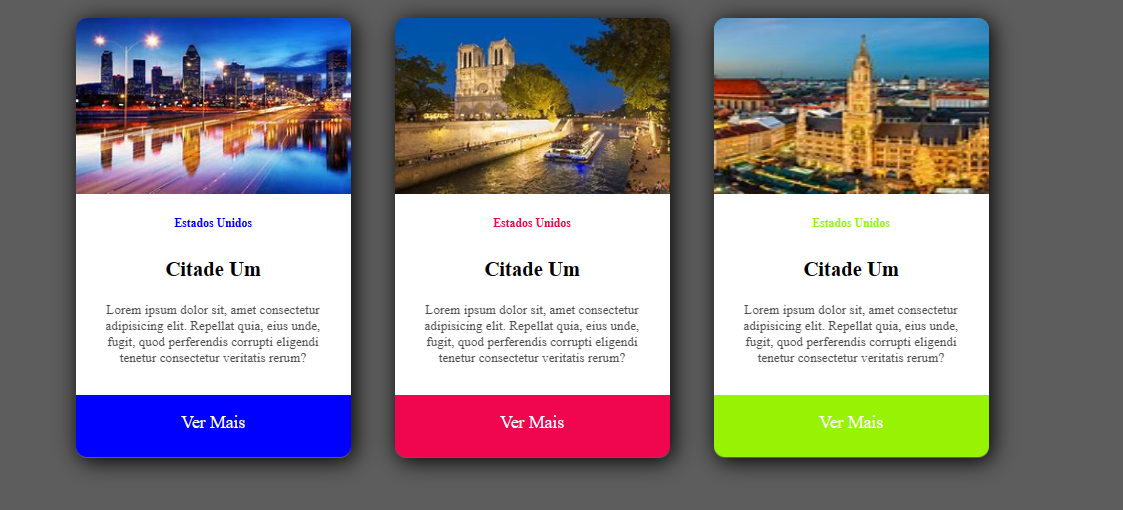 Estados Unidos
Citade Um
Lorem ipsum dolor sit, amet consectetur
adipisicing elit. Repellat quia, eius unde,
fugit, quod perferendis corrupti eligendi
tenetur consectetur veritatis rerum?
Ver Mais
Estados Unidos
Citade Um
Lorem ipsum dolor sit, amet consectetur
adipisicing elit. Repellat quia, eius unde,
fugit, quod perferendis corrupti eligendi
tenetur consectetur veritatis rerum?
Ver Mais
Estados Unidos
Citade Um
Lorem ipsum dolor sit, amet consectetur
adipisicing elit. Repellat quia, eius unde,
fugit, quod perferendis corrupti eligendi
tenetur consectetur veritatis rerum?
Ver Mais